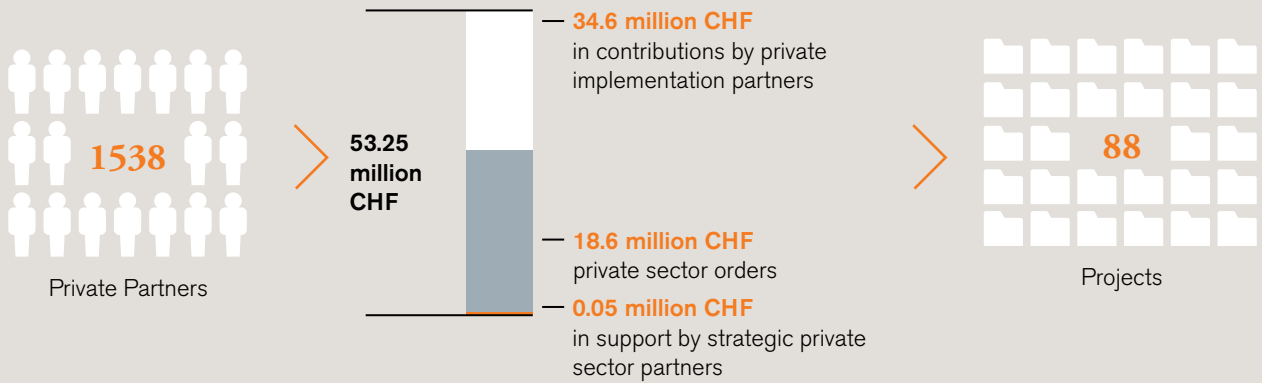 1538
Private Partners
53.25
million
CHF
34.6 million CHF
in contributions by private
implementation partners
18.6 million CHF
private sector orders
0.05 million CHF
in support by strategic private
sector partners
88
Projects